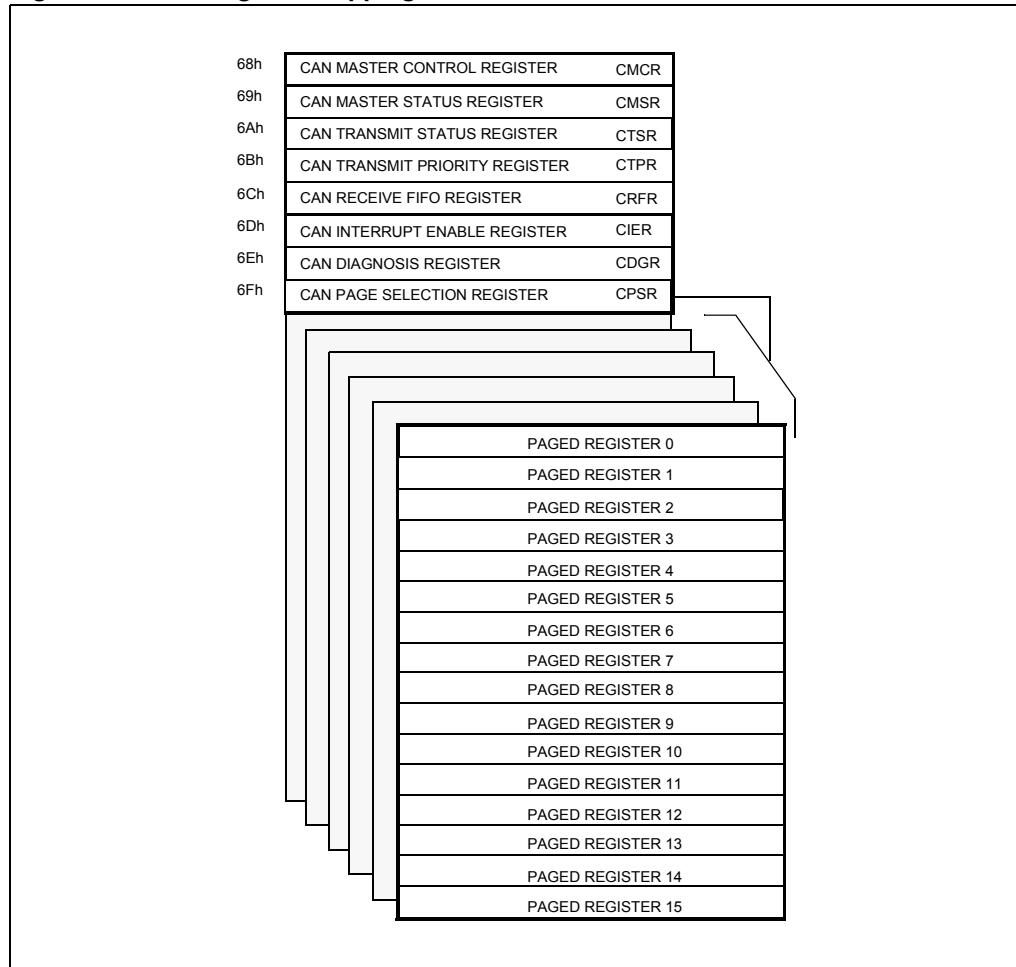 68h CAN MASTER CONTROL REGISTER CMCR
69h CAN MASTER STATUS REGISTER CMSR
6Ah CAN TRANSMIT STATUS REGISTER CTSR
6Bh CAN TRANSMIT PRIORITY REGISTER CTPR
6Ch CAN RECEIVE FIFO REGISTER CRFR
6Dh CAN INTERRUPT ENABLE REGISTER CIER
6Eh CAN DIAGNOSIS REGISTER CDGR
6Fh CAN PAGE SELECTION REGISTER CPSR
PAGED REGISTER 0
PAGED REGISTER 1
PAGED REGISTER 2
PAGED REGISTER 3
PAGED REGISTER 4
PAGED REGISTER 5
PAGED REGISTER 6
PAGED REGISTER 7
PAGED REGISTER 8
PAGED REGISTER 9
PAGED REGISTER 10
PAGED REGISTER 11
PAGED REGISTER 12
PAGED REGISTER 13
PAGED REGISTER 14
PAGED REGISTER 15